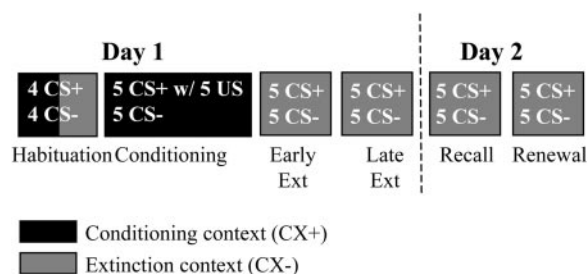 Day 1 Day 2
4 CS+ 5 CS+ w/ 5 US 5 CS+ 5 CS+ 5 CS+ 5 CS+
4 CS- 5 CS- 5 CS- 5 CS- 5 CS- 5 CS-
Habituation Conditioning Early Late Recall Renewal
Ext Ext
Conditioning context (CX+)
Extinction context (CX-)